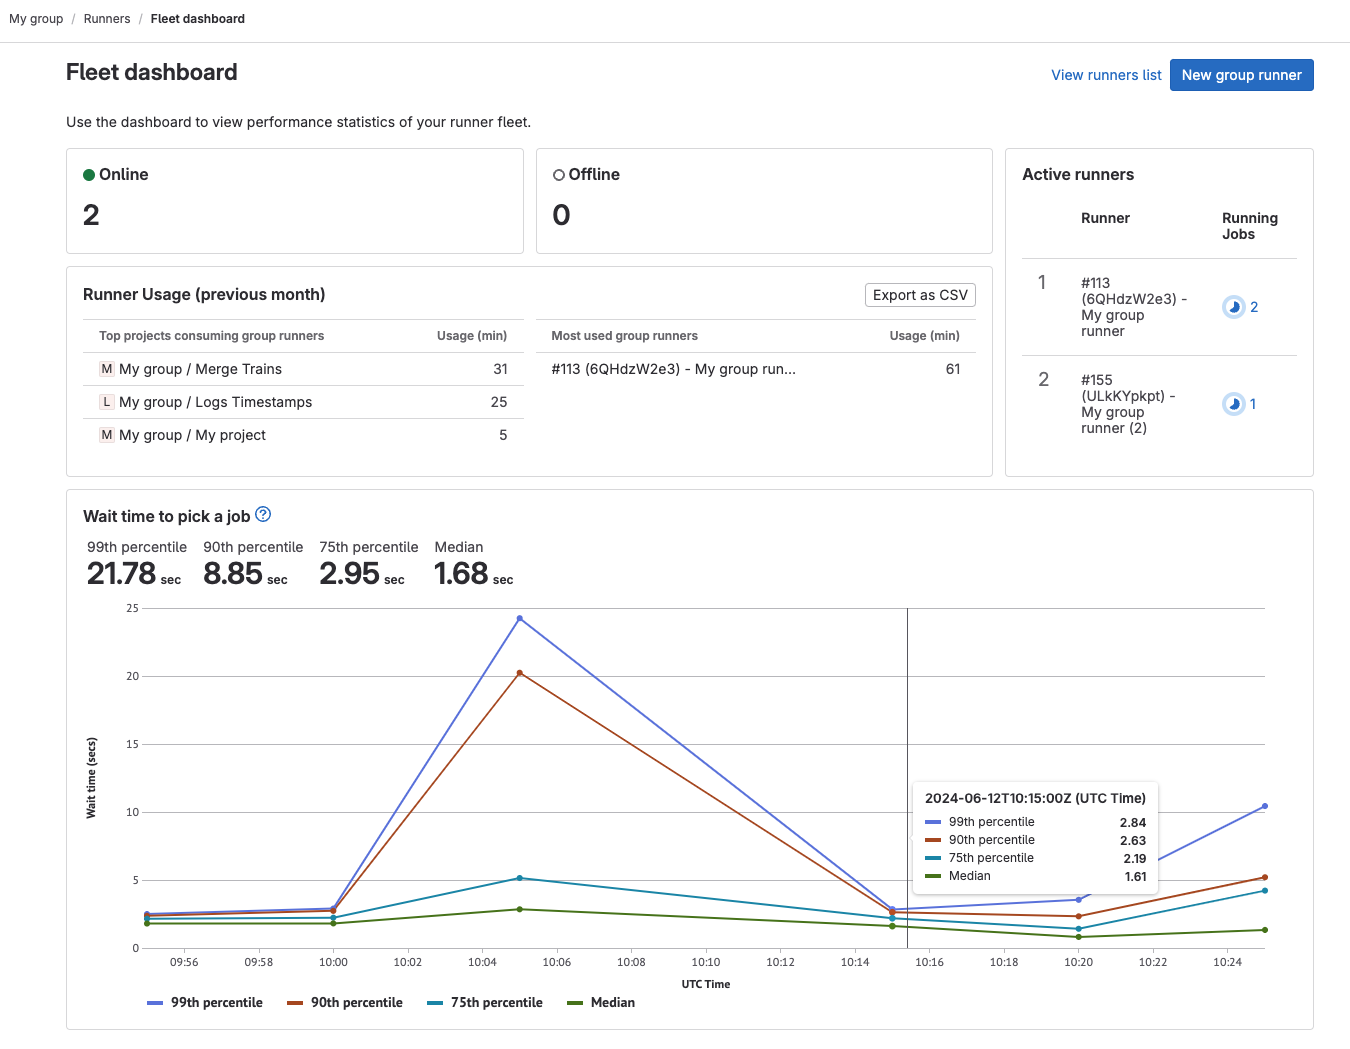 My group / Runners / Fleet dashboard
Fleet dashboard
View runners list
New group runner
Use the dashboard to view performance statistics of your runner fleet.
Online
2
Offline
0
Active runners
Runner
Running
Jobs
1
#113
(6QHdzW2e3) -
My group
runner
2
2
#155
(ULkKYpkpt) -
My group
runner (2)
1
Runner Usage (previous month)
Export as CSV
Top projects consuming group runners Usage (min)
M My group / Merge Trains 31
L My group / Logs Timestamps 25
M My group / My project 5
Most used group runners Usage (min)
#113 (6QHdzW2e3) - My group run... 61
Wait time to pick a job ?
99th percentile 90th percentile 75th percentile Median
21.78 sec 8.85 sec 2.95 sec 1.68 sec
25
20
15
10
5
0
Wait time (secs)
2024-06-12T10:15:00Z (UTC Time)
99th percentile 2.84
90th percentile 2.63
75th percentile 2.19
Median 1.61
09:56 09:58 10:00 10:02 10:04 10:06 10:08 10:10 10:12 10:14 10:16 10:18 10:20 10:22 10:24
UTC Time
99th percentile 90th percentile 75th percentile Median